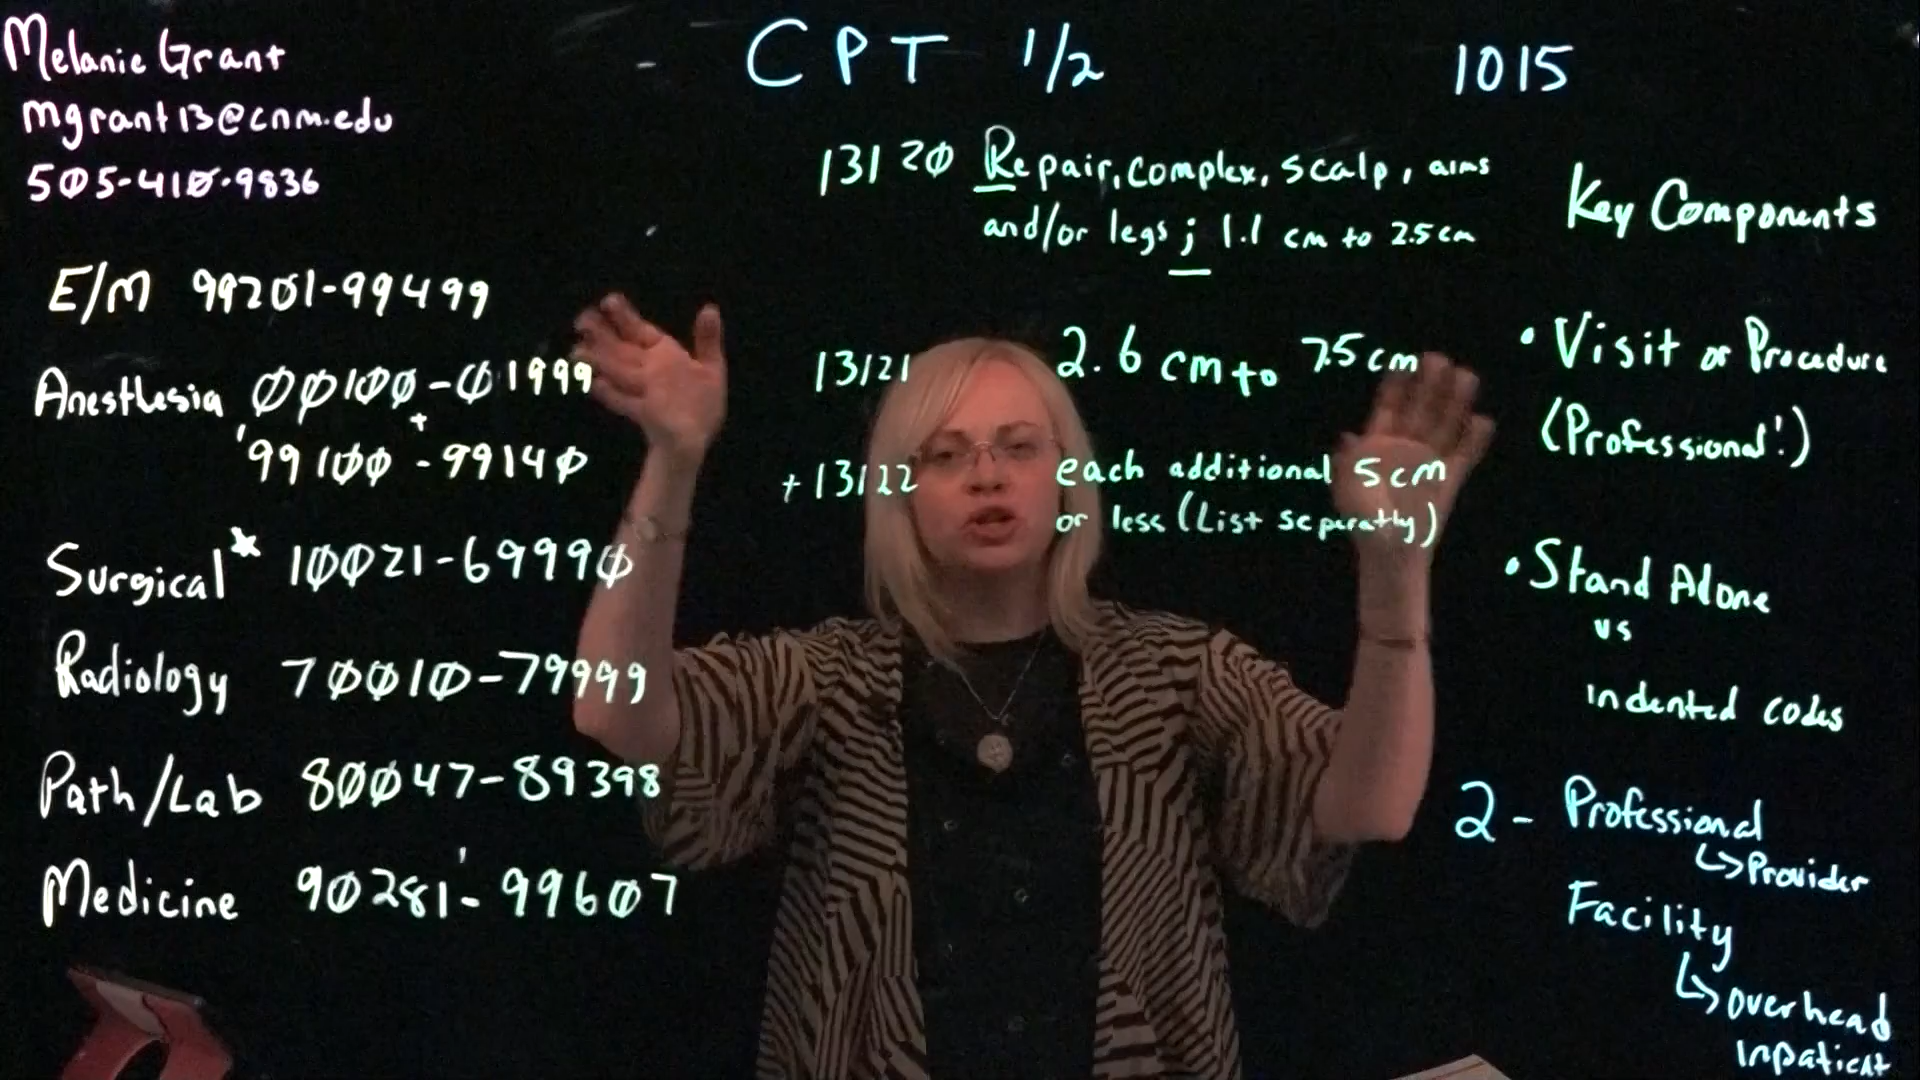 Melanie Grant
mgrant13@cnm.edu
505-410-9836
E/M 99201-99499
Anesthesia 00100-01999
+
99100-99140
Surgical* 10021-69990
Radiology 70010-79999
Path/Lab 80047-89398
Medicine 90281-99607
CPT 1/2
13120 Repair, complex, scalp, arms
and/or legs; 1.1 cm to 2.5 cm
13121 2.6 cm to 7.5 cm
+13122 each additional 5 cm
or less (List seperatly)
1015
Key Components
• Visit or Procedure
(Professional!)
• Stand Alone
vs
indented codes
2 - Professional
↳ Provider
Facility
↳ overhead
inpatient